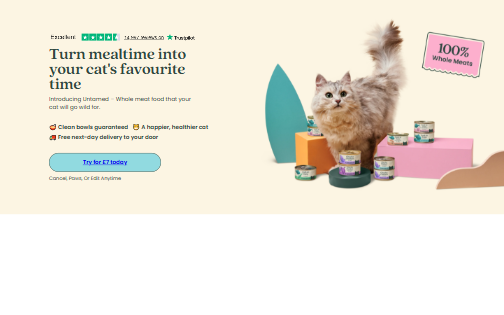 Excellent
Trustpilot
Turn mealtime into
your cat's favourite
time
Introducing Untamed - Whole meat food that your
cat will go wild for.
Clean bowls guaranteed
A happier, healthier cat
Free next-day delivery to your door
Try for £7 today
Cancel, Paws, Or Edit Anytime
100%
Whole Meats